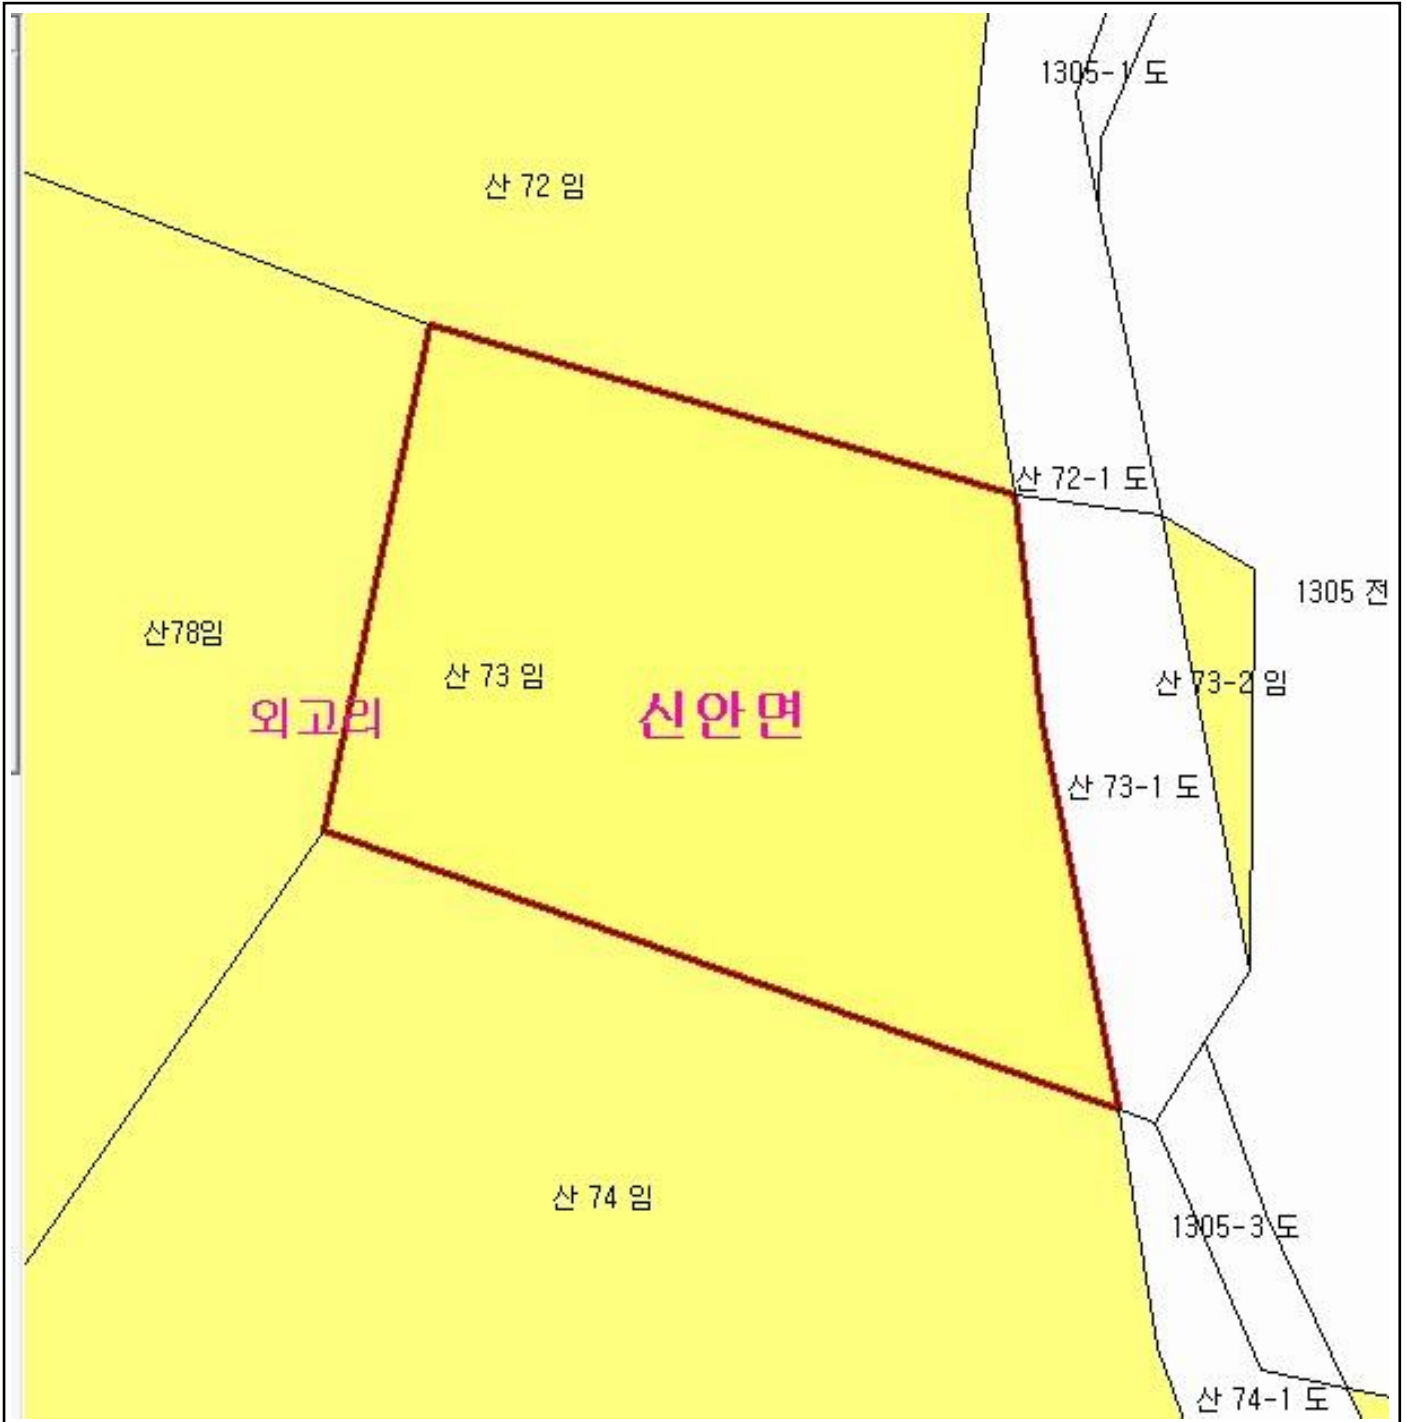 1305-1 도
산 72 임
산 72-1 도
1305 전
산78임
산 73 임
산 73-2 임
외고리
신안면
산 73-1 도
산 74 임
1305-3 도
산 74-1 도